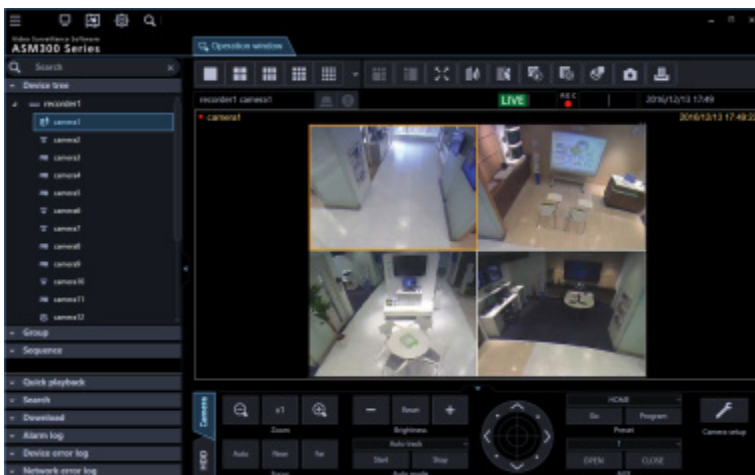 Video Surveillance Software
ASM300 Series
Operation window
Search
Device tree
recorder1
camera1
camera2
camera3
camera4
camera5
camera6
camera7
camera8
camera9
camera10
camera11
camera12
Group
Sequence
Quick playback
Search
Download
Alarm log
Device error log
Network error log
recorder1 camera1
LIVE
REC
2016/12/13 17:49
camera1
2016/12/13 17:49:2
Camera
HDD
x1
Zoom
Auto
Near
Far
Focus
Reset
Brightness
Auto track
Start
Stop
Auto mode
HOME
Go
Program
Preset
1
OPEN
CLOSE
AUX
Camera setup